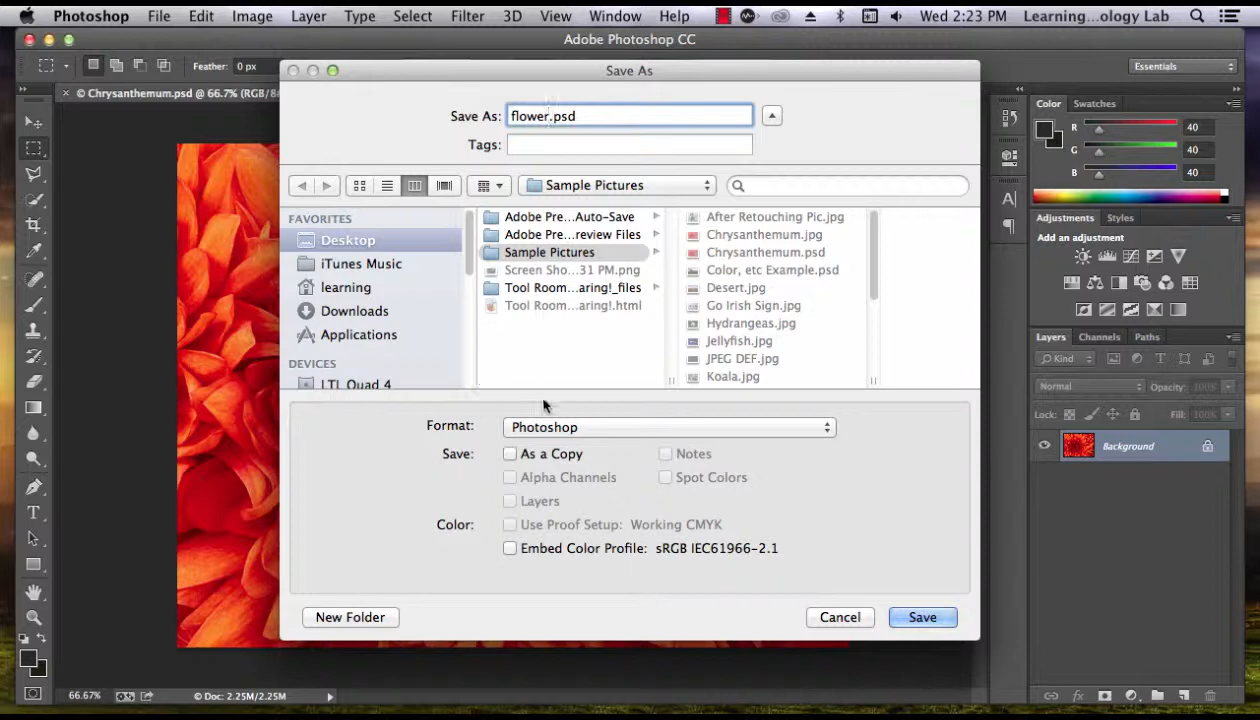 Photoshop File Edit Image Layer Type Select Filter 3D View Window Help Wed 2:23 PM Learning...ology Lab
Adobe Photoshop CC
Feather: 0 px
Essentials
× © Chrysanthemum.psd @ 66.7% (RGB/8
Save As
Save As: flower.psd
Tags:
Sample Pictures
FAVORITES
Desktop
iTunes Music
learning
Downloads
Applications
DEVICES
LTL Quad 4
Adobe Pre...Auto-Save
Adobe Pre...review Files
Sample Pictures
Screen Sho...31 PM.png
Tool Room...aring!_files
Tool Room...aring!.html
After Retouching Pic.jpg
Chrysanthemum.jpg
Chrysanthemum.psd
Color, etc Example.psd
Desert.jpg
Go Irish Sign.jpg
Hydrangeas.jpg
Jellyfish.jpg
JPEG DEF.jpg
Koala.jpg
Format: Photoshop
Save: As a Copy Notes
Alpha Channels Spot Colors
Layers
Color: Use Proof Setup: Working CMYK
Embed Color Profile: sRGB IEC61966-2.1
New Folder Cancel Save
Color Swatches
R 40
G 40
B 40
Adjustments Styles
Add an adjustment
Layers Channels Paths
Kind
Normal Opacity: 100%
Lock: Fill: 100%
Background
66.67% © Doc: 2.25M/2.25M